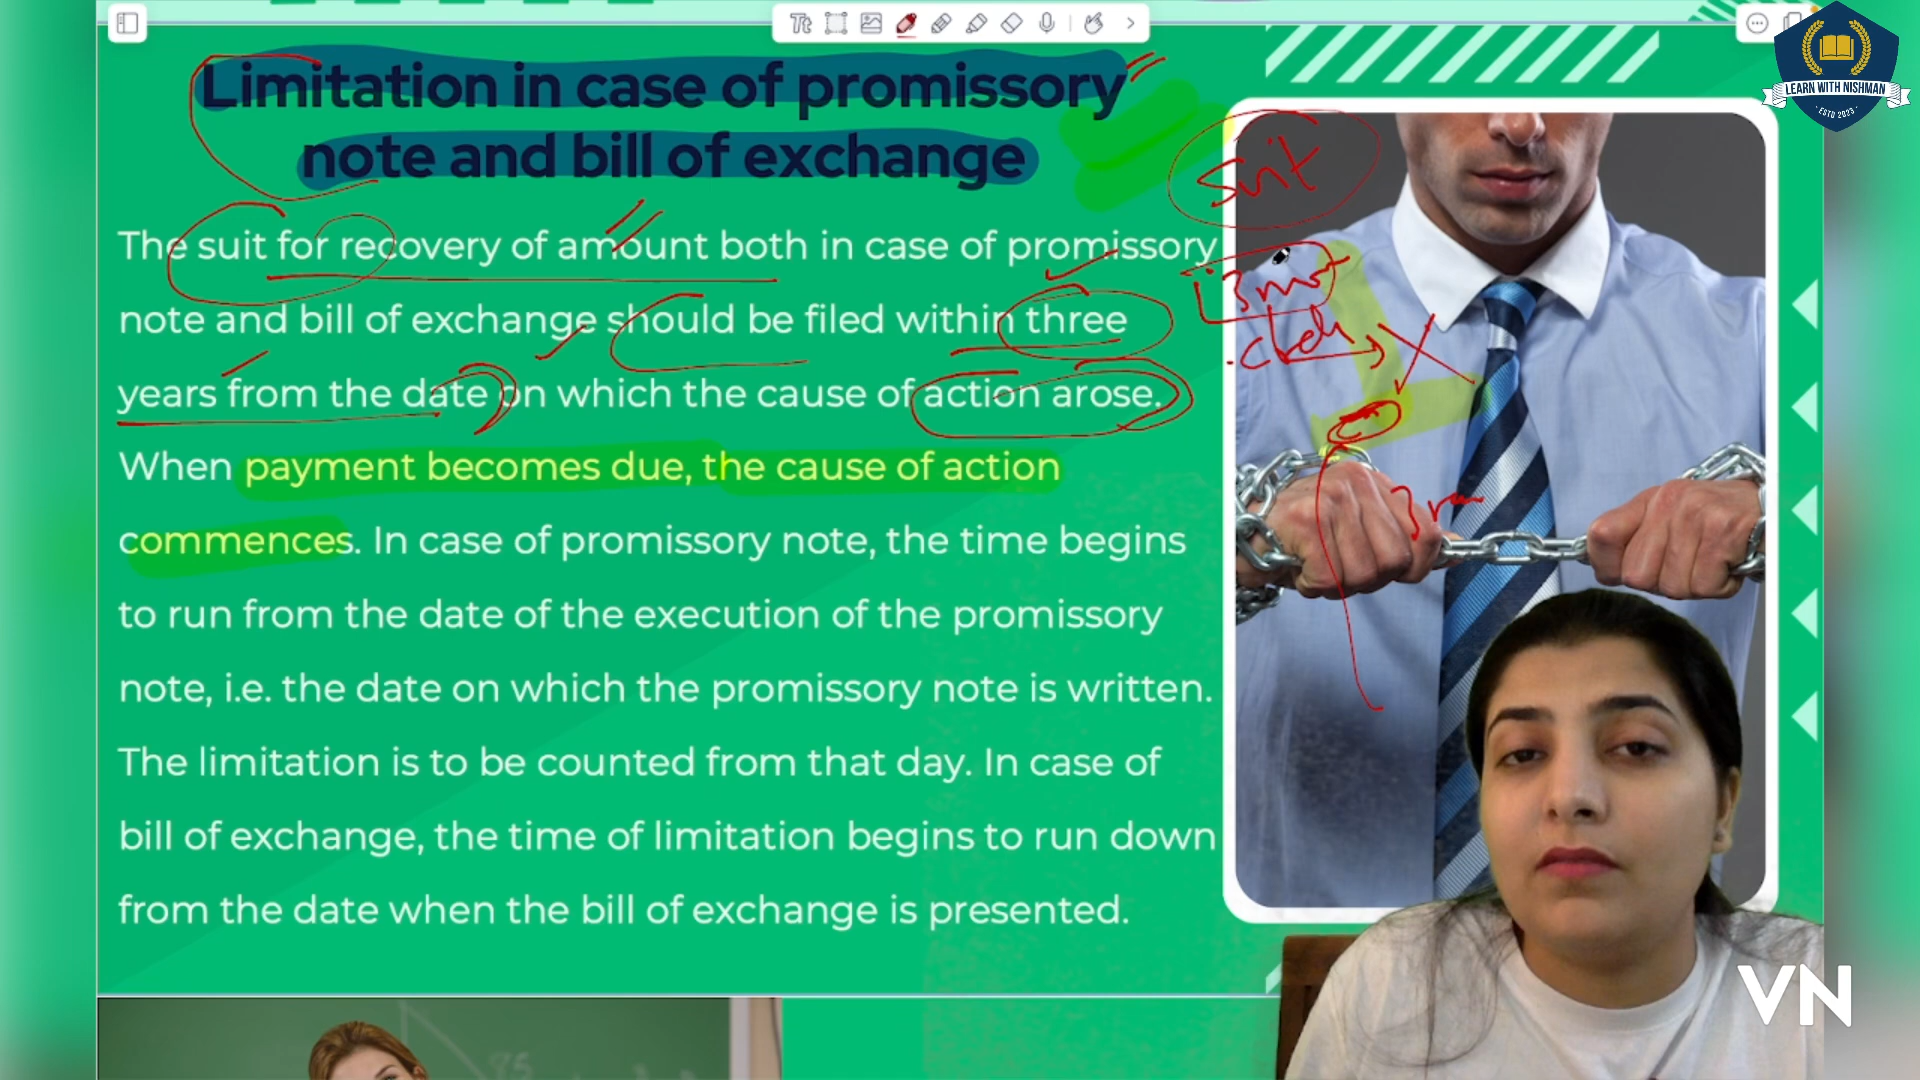 Tt
LEARN WITH NISHMAN
ESTD 2023
Limitation in case of promissory
note and bill of exchange
Suit
The suit for recovery of amount both in case of promissory
note and bill of exchange should be filed within three
years from the date on which the cause of action arose.
When payment becomes due, the cause of action
commences. In case of promissory note, the time begins
to run from the date of the execution of the promissory
note, i.e. the date on which the promissory note is written.
The limitation is to be counted from that day. In case of
bill of exchange, the time of limitation begins to run down
from the date when the bill of exchange is presented.
VN